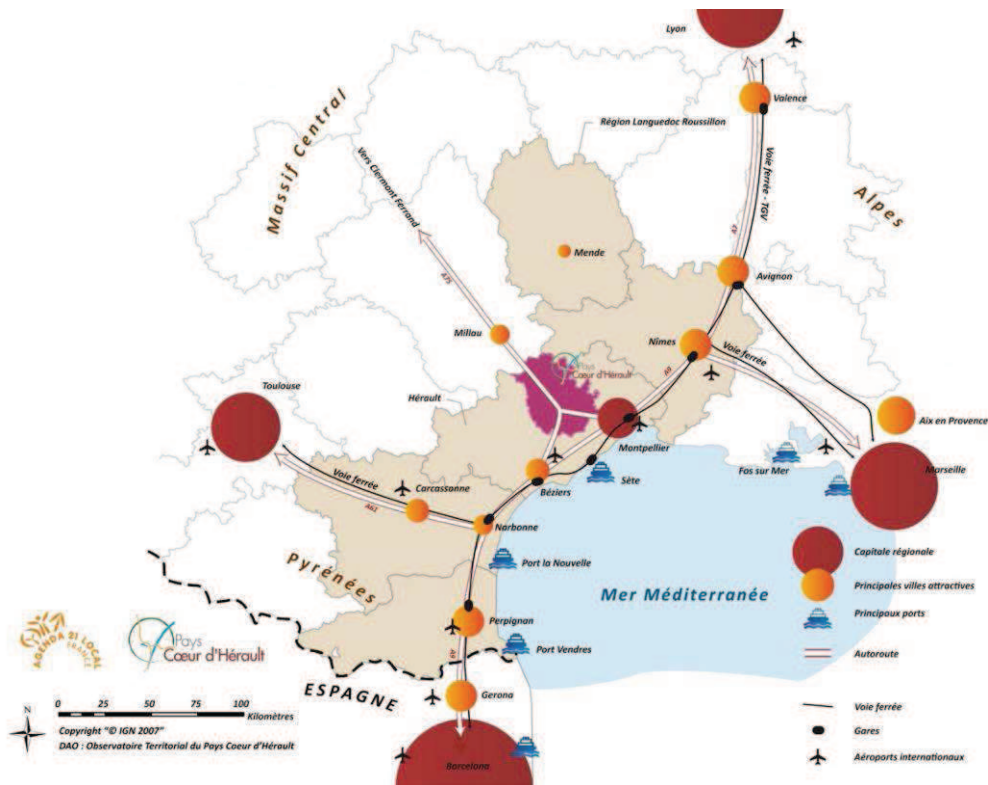 Lyon
Valence
Région Languedoc Roussillon
Massif Central
Vers Clermont Ferrand
Voie ferrée - TGV
Alpes
A7
Mende
Avignon
A75
Millau
Nîmes
Voie ferrée
Pays
Cœur d'Hérault
A9
Toulouse
Hérault
Aix en Provence
Montpellier
Fos sur Mer
Marseille
Sète
Béziers
Voie ferrée
Carcassonne
A61
Narbonne
Capitale régionale
Port la Nouvelle
Pyrénées
Principales villes attractives
Mer Méditerranée
Principaux ports
Perpignan
Port Vendres
A9
Autoroute
AGENDA 21 LOCAL
FRANCE
Pays
Cœur d'Hérault
ESPAGNE
Gerona
Voie ferrée
0 25 50 75 100
Kilomètres
N
Copyright "© IGN 2007"
Gares
DAO : Observatoire Territorial du Pays Coeur d'Hérault
Aéroports internationaux
Barcelona